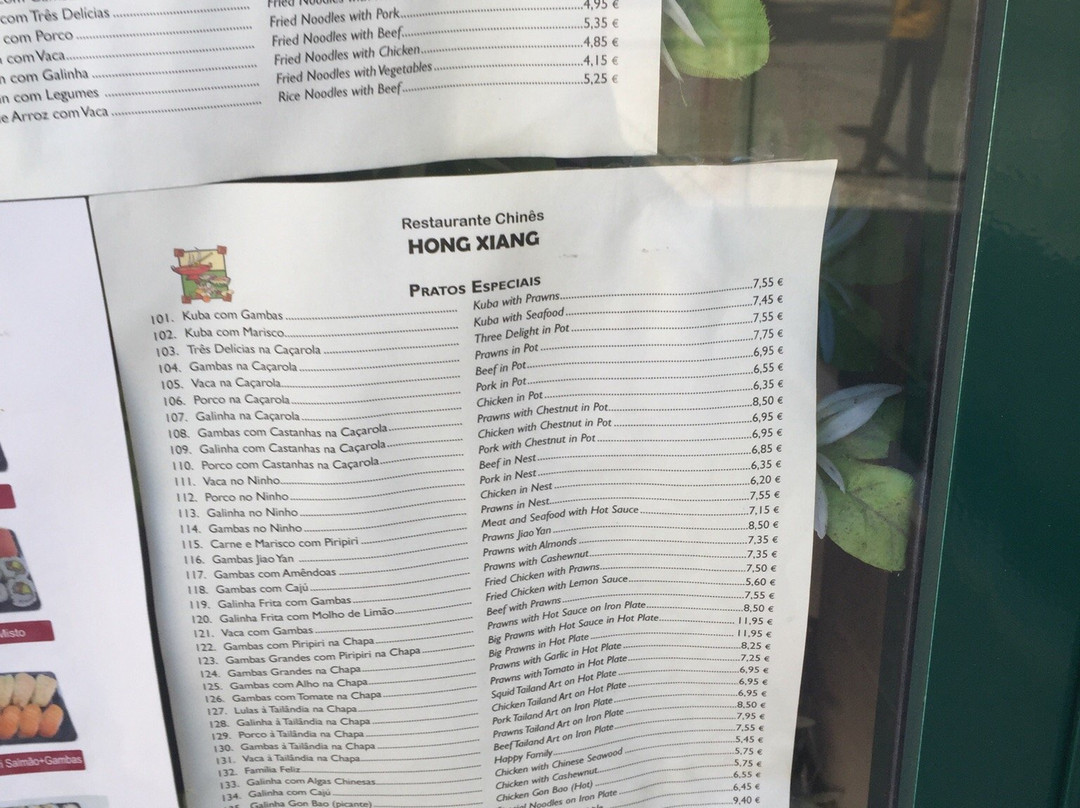 com Três Delícias Fried Noodles with
com Porco Fried Noodles with Pork 4,95 €
com Vaca Fried Noodles with Beef 5,35 €
com Galinha Fried Noodles with Chicken 4,85 €
com Legumes Fried Noodles with Vegetables 4,15 €
e Arroz com Vaca Rice Noodles with Beef 5,25 €
Restaurante Chinês
HONG XIANG
PRATOS ESPECIAIS
101. Kuba com Gambas Kuba with Prawns 7,55 €
102. Kuba com Marisco Kuba with Seafood 7,45 €
103. Três Delícias na Caçarola Three Delight in Pot 7,55 €
104. Gambas na Caçarola Prawns in Pot 7,75 €
105. Vaca na Caçarola Beef in Pot 6,95 €
106. Porco na Caçarola Pork in Pot 6,55 €
107. Galinha na Caçarola Chicken in Pot 6,35 €
108. Gambas com Castanhas na Caçarola Prawns with Chestnut in Pot 8,50 €
109. Galinha com Castanhas na Caçarola Chicken with Chestnut in Pot 6,95 €
110. Porco com Castanhas na Caçarola Pork with Chestnut in Pot 6,95 €
111. Vaca no Ninho Beef in Nest 6,85 €
112. Porco no Ninho Pork in Nest 6,35 €
113. Galinha no Ninho Chicken in Nest 6,20 €
114. Gambas no Ninho Prawns in Nest 7,55 €
115. Carne e Marisco com Piripiri Meat and Seafood with Hot Sauce 7,15 €
116. Gambas Jiao Yan Prawns Jiao Yan 8,50 €
117. Gambas com Amêndoas Prawns with Almonds 7,35 €
118. Gambas com Cajú Prawns with Cashewnut 7,35 €
119. Galinha Frita com Gambas Fried Chicken with Prawns 7,50 €
120. Galinha Frita com Molho de Limão Fried Chicken with Lemon Sauce 5,60 €
121. Vaca com Gambas Beef with Prawns 7,55 €
122. Gambas com Piripiri na Chapa Prawns with Hot Sauce on Iron Plate 8,50 €
123. Gambas Grandes com Piripiri na Chapa Big Prawns with Hot Sauce in Hot Plate 11,95 €
124. Gambas Grandes na Chapa Big Prawns in Hot Plate 11,95 €
125. Gambas com Alho na Chapa Prawns with Garlic in Hot Plate 8,25 €
126. Gambas com Tomate na Chapa Prawns with Tomato in Hot Plate 7,25 €
127. Lulas à Tailândia na Chapa Squid Tailand Art on Hot Plate 6,95 €
128. Galinha à Tailândia na Chapa Chicken Tailand Art on Hot Plate 6,95 €
129. Porco à Tailândia na Chapa Pork Tailand Art on Iron Plate 6,95 €
130. Gambas à Tailândia na Chapa Prawns Tailand Art on Iron Plate 8,50 €
131. Vaca à Tailândia na Chapa Beef Tailand Art on Iron Plate 7,95 €
132. Família Feliz Happy Family 7,55 €
133. Galinha com Algas Chinesas Chicken with Chinese Seawood 5,45 €
134. Galinha com Cajú Chicken with Cashewnut 5,75 €
Galinha Gon Bao (picante) Chicken Gon Bao (Hot) 5,75 €
Noodles on Iron Plate 6,55 €
6,45 €
9,40 €
Misto
Salmão+Gambas